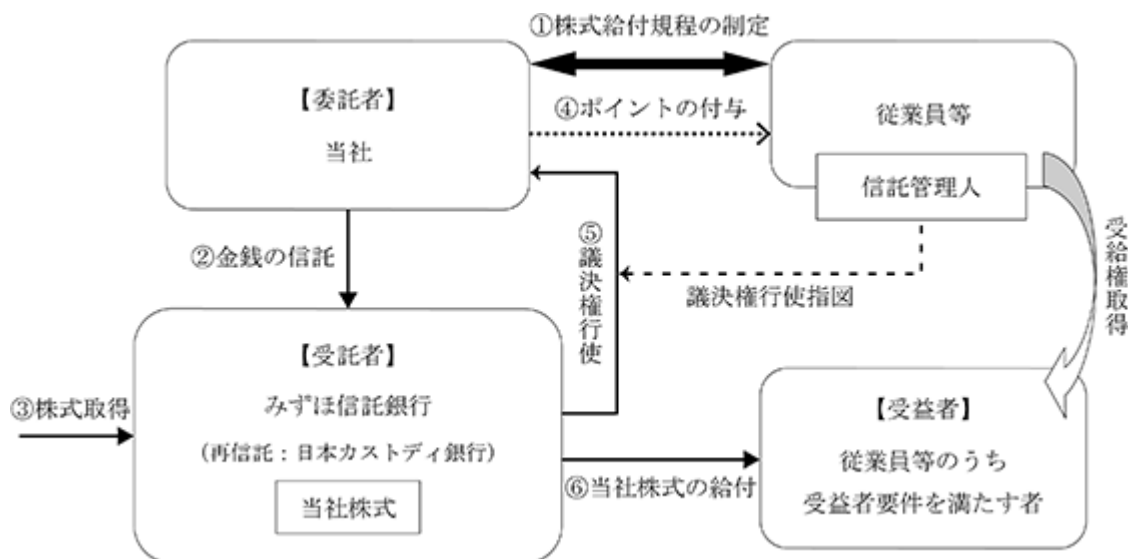 ①株式給付規程の制定
【委託者】
当社
④ポイントの付与
従業員等
信託管理人
②金銭の信託
⑤議決権行使
議決権行使指図
受給権取得
【受託者】
みずほ信託銀行
(再信託：日本カストディ銀行)
当社株式
③株式取得
⑥当社株式の給付
【受益者】
従業員等のうち
受益者要件を満たす者